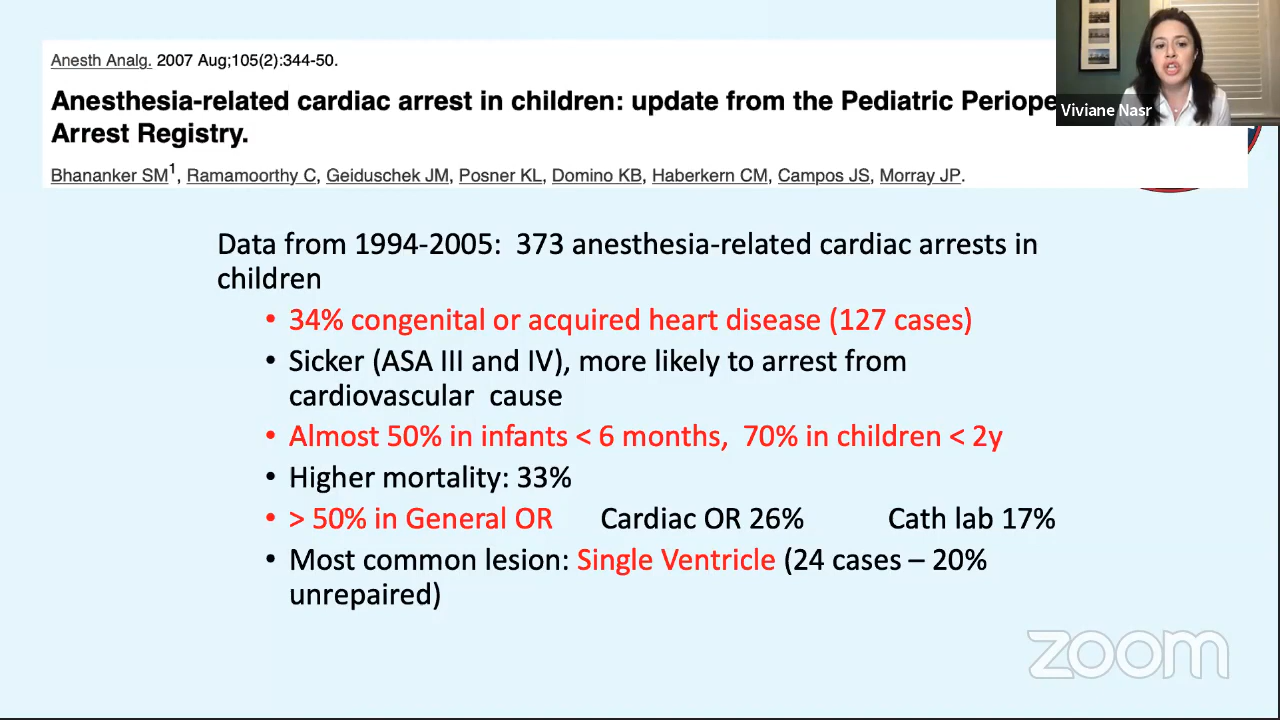 Anesth Analg. 2007 Aug;105(2):344-50.
Anesthesia-related cardiac arrest in children: update from the Pediatric
Arrest Registry.
Bhananker SM1, Ramamoorthy C, Geiduschek JM, Posner KL, Domino KB, Haberkern CM, Campos JS, Morray JP.
Viviane Nasr
Data from 1994-2005:  373 anesthesia-related cardiac arrests in
children
• 34% congenital or acquired heart disease (127 cases)
• Sicker (ASA III and IV), more likely to arrest from
cardiovascular  cause
• Almost 50% in infants < 6 months,  70% in children < 2y
• Higher mortality: 33%
• > 50% in General OR Cardiac OR 26% Cath lab 17%
• Most common lesion: Single Ventricle (24 cases – 20%
unrepaired)
zoom